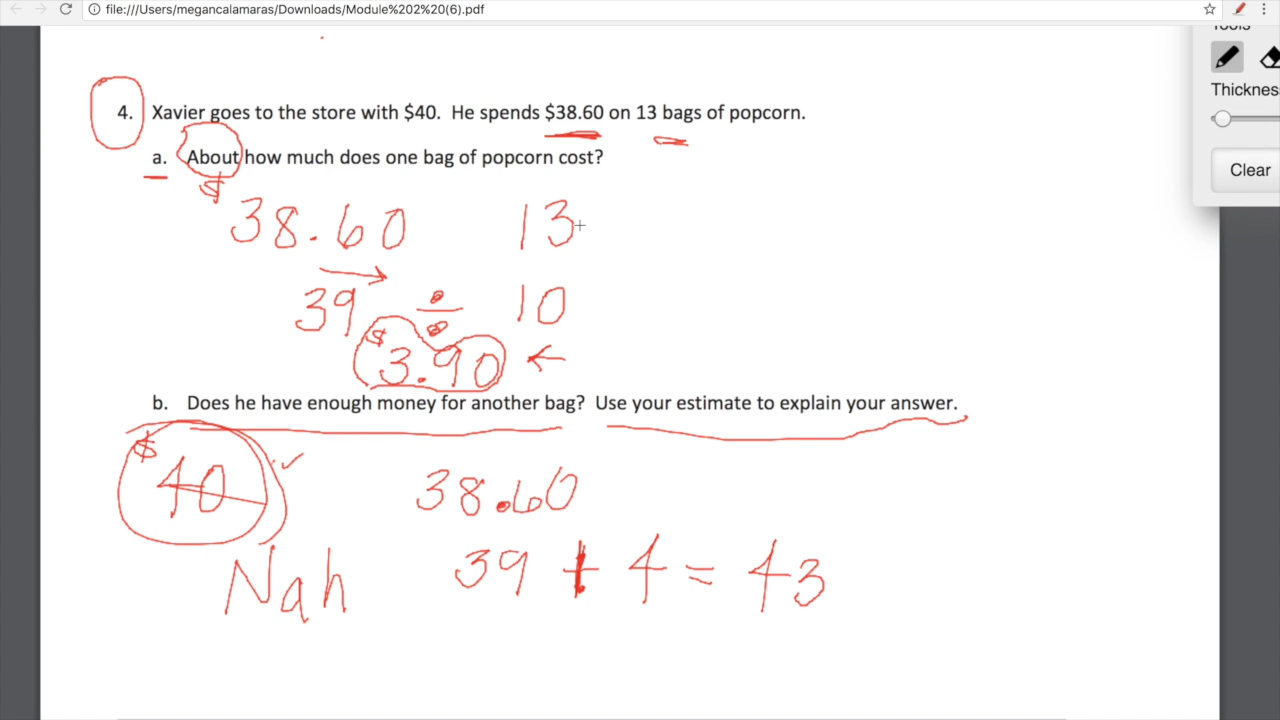 file:///Users/megancalamaras/Downloads/Module%202%20(6).pdf
Tools
Thickness
Clear
4. Xavier goes to the store with $40. He spends $38.60 on 13 bags of popcorn.
a. About how much does one bag of popcorn cost?
$38.60 13
39 ÷ 10
$3.90 ←
b. Does he have enough money for another bag? Use your estimate to explain your answer.
$40 ✓ 38.60
Nah 39 + 4 = 43